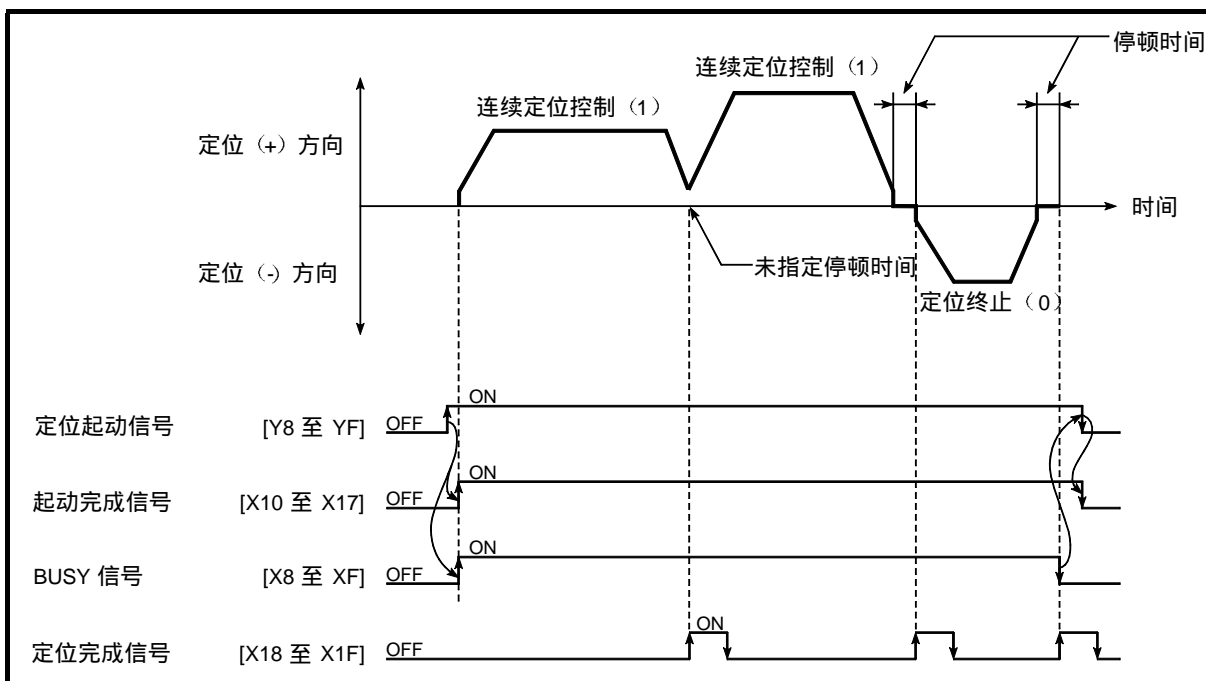 停顿时间
连续定位控制（1）
连续定位控制（1）
定位（+）方向
时间
定位（-）方向
未指定停顿时间
定位终止（0）
ON
定位起动信号 [Y8 至 YF] OFF
ON
起动完成信号 [X10 至 X17] OFF
ON
BUSY 信号 [X8 至 XF] OFF
ON
定位完成信号 [X18 至 X1F] OFF